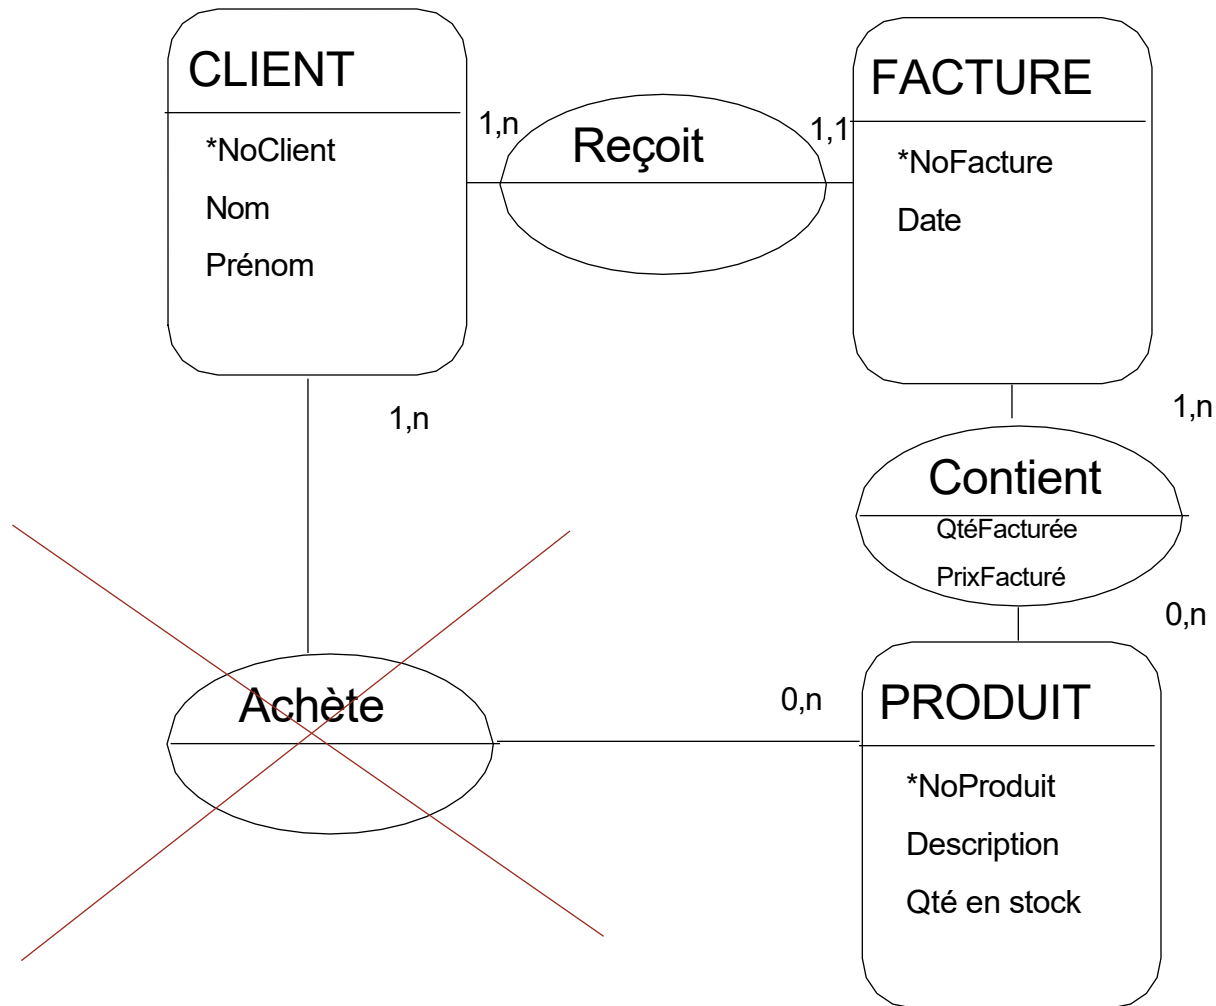 CLIENT
*NoClient
Nom
Prénom
1,n
Reçoit
1,1
FACTURE
*NoFacture
Date
1,n
1,n
Contient
QtéFacturée
PrixFacturé
0,n
Achète
0,n
PRODUIT
*NoProduit
Description
Qté en stock